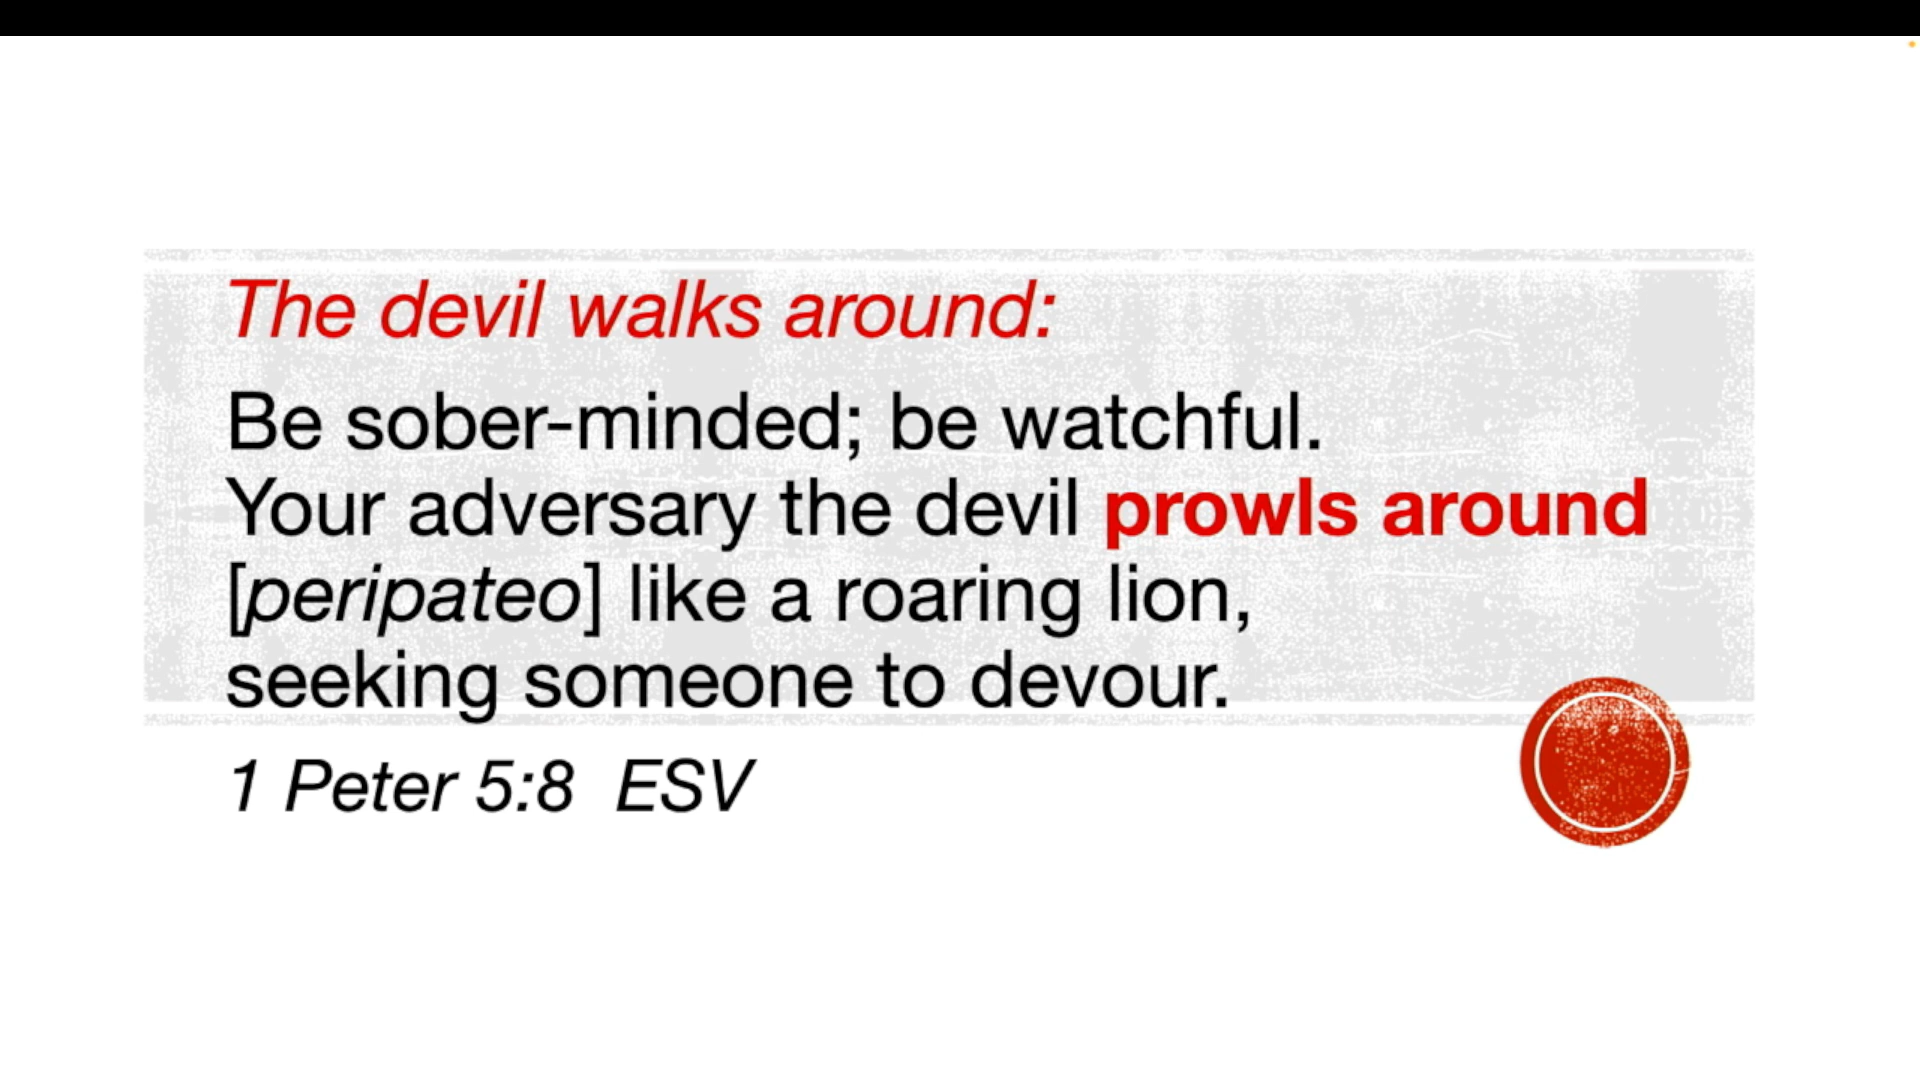 The devil walks around:
Be sober-minded; be watchful.
Your adversary the devil prowls around
[peripateo] like a roaring lion,
seeking someone to devour.
1 Peter 5:8  ESV